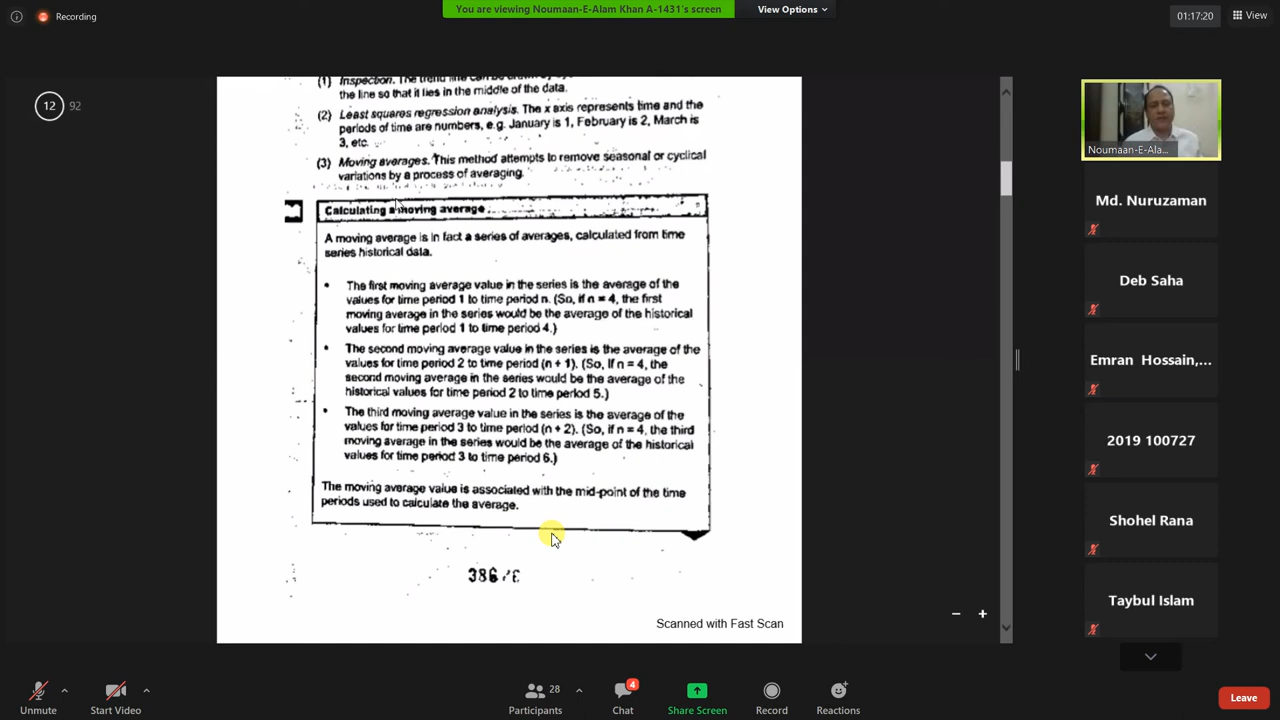 Recording
You are viewing Noumaan-E-Alam Khan A-1431's screen
View Options
01:17:20
View
12 92
(1) Inspection. The trend line can be drawn by
the line so that it lies in the middle of the data.
(2) Least squares regression analysis. The x axis represents time and the
periods of time are numbers, e.g. January is 1, February is 2, March is
3, etc.
(3) Moving averages. This method attempts to remove seasonal or cyclical
variations by a process of averaging.
Calculating a moving average
A moving average is in fact a series of averages, calculated from time
series historical data.
• The first moving average value in the series is the average of the
values for time period 1 to time period n. (So, if n = 4, the first
moving average in the series would be the average of the historical
values for time period 1 to time period 4.)
• The second moving average value in the series is the average of the
values for time period 2 to time period (n + 1). (So, if n = 4, the
second moving average in the series would be the average of the
historical values for time period 2 to time period 5.)
• The third moving average value in the series is the average of the
values for time period 3 to time period (n + 2). (So, if n = 4, the third
moving average in the series would be the average of the historical
values for time period 3 to time period 6.)
The moving average value is associated with the mid-point of the time
periods used to calculate the average.
Scanned with Fast Scan
Noumaan-E-Ala...
Md. Nuruzaman
Deb Saha
Emran Hossain,...
2019 100727
Shohel Rana
Taybul Islam
Unmute
Start Video
28
Participants
4
Chat
Share Screen
Record
Reactions
Leave